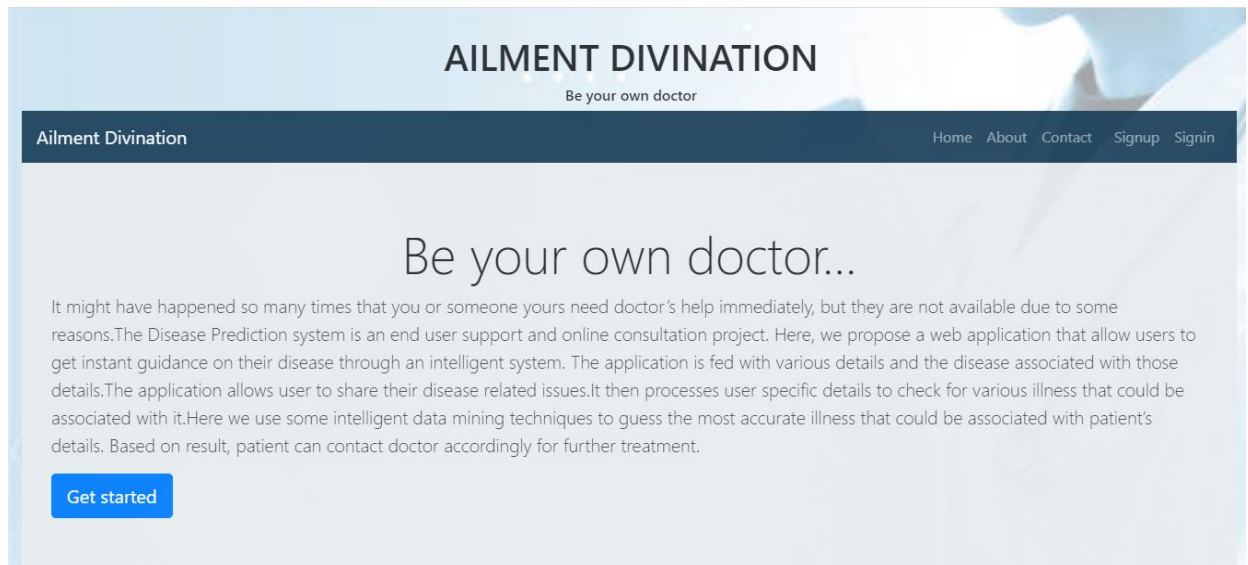 AILMENT DIVINATION
Be your own doctor
Ailment Divination Home About Contact Signup Signin
Be your own doctor...
It might have happened so many times that you or someone yours need doctor's help immediately, but they are not available due to some
reasons.The Disease Prediction system is an end user support and online consultation project. Here, we propose a web application that allow users to
get instant guidance on their disease through an intelligent system. The application is fed with various details and the disease associated with those
details.The application allows user to share their disease related issues.It then processes user specific details to check for various illness that could be
associated with it.Here we use some intelligent data mining techniques to guess the most accurate illness that could be associated with patient's
details. Based on result, patient can contact doctor accordingly for further treatment.
Get started